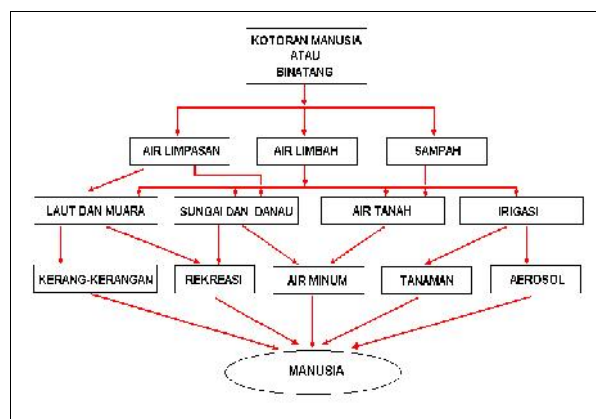 KOTORAN MANUSIA
ATAU
BINATANG
AIR LIMPASAN
AIR LIMBAH
SAMPAH
LAUT DAN MUARA
SUNGAI DAN DANAU
AIR TANAH
IRIGASI
KERANG-KERANGAN
REKREASI
AIR MINUM
TANAMAN
AEROSOL
MANUSIA